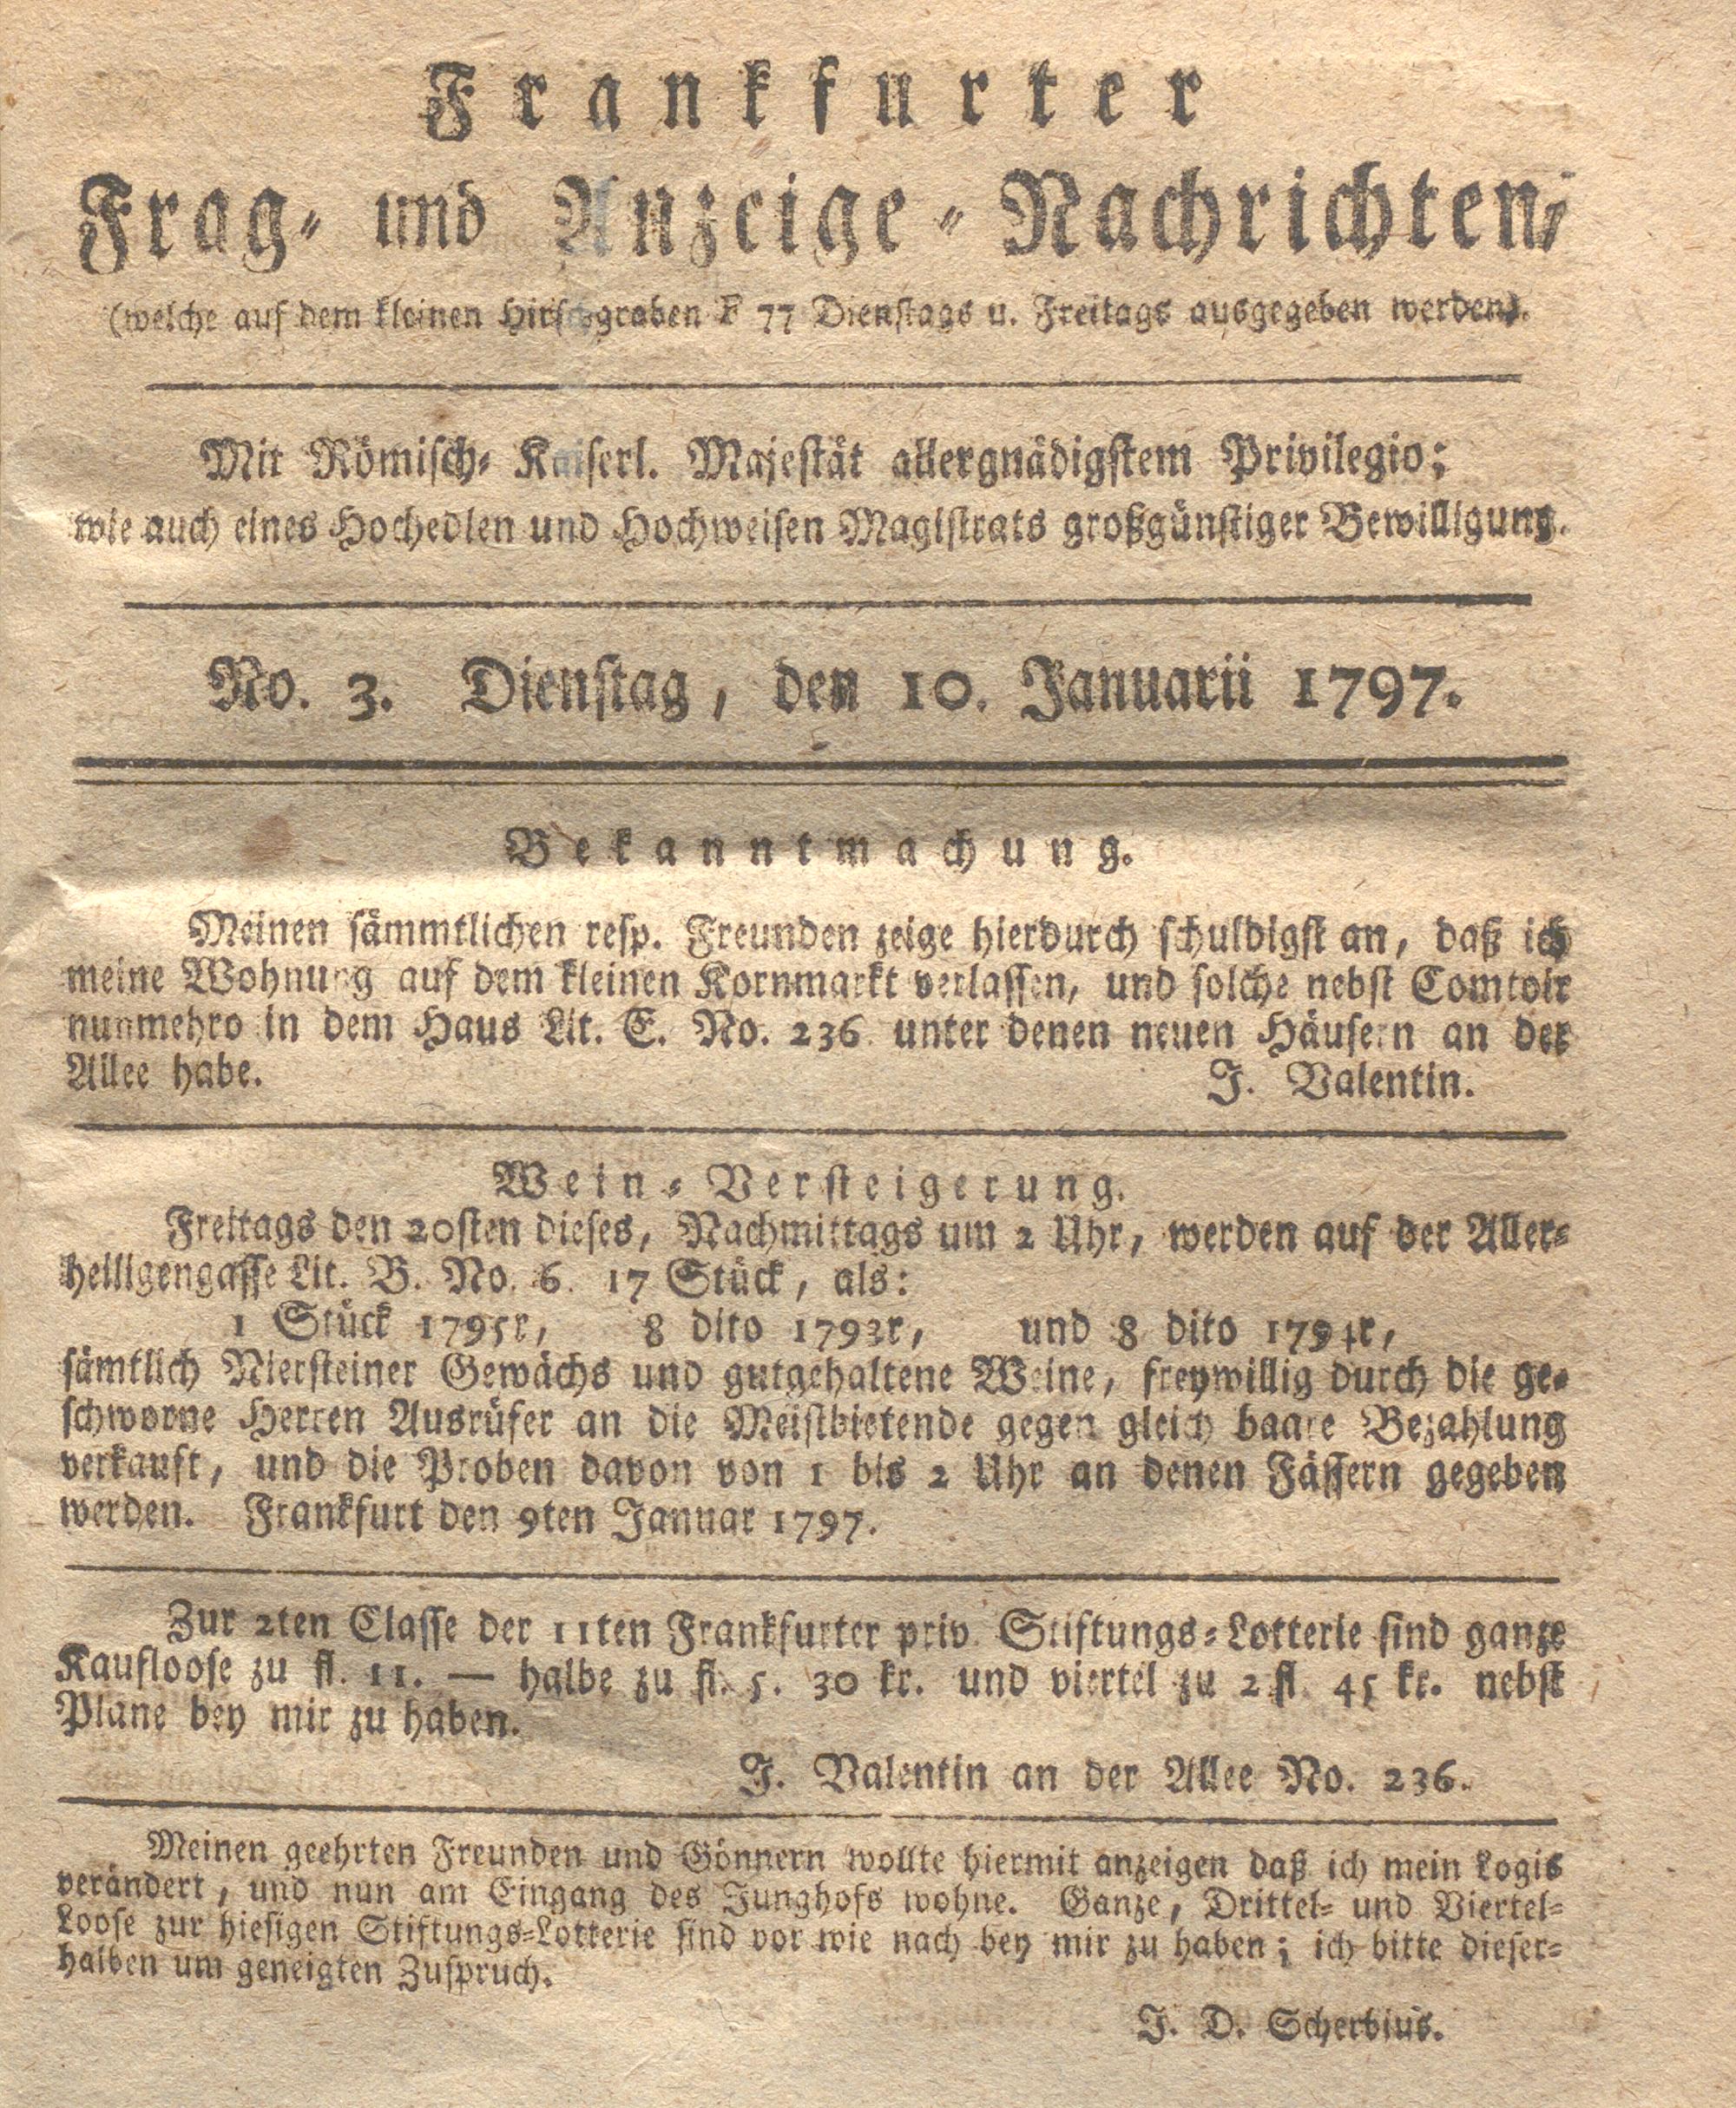 Frankfurter
Frag- und Anzeige-Nachrichten,
(welche auf dem kleinen Hirschgraben F 77 Dienstags u. Freitags ausgegeben werden).
Mit Römisch- Kaiserl. Majestät allergnädigstem Privilegio;
wie auch eines Hochedlen und Hochweisen Magistrats großgünstiger Bewilligung.
No. 3. Dienstag, den 10. Januarii 1797.
Bekanntmachung.
Meinen sämmtlichen resp. Freunden zeige hierdurch schuldigst an, daß ich
meine Wohnung auf dem kleinen Kornmarkt verlassen, und solche nebst Comtoir
nunmehro in dem Haus Lit. E. No. 236 unter denen neuen Häusern an der
Allee habe.
J. Valentin.
Wein-Versteigerung.
Freitags den 20sten dieses, Nachmittags um 2 Uhr, werden auf der Aller-
heiligengasse Lit. B. No. 6. 17 Stück, als:
1 Stück 1795r, 8 dito 1793r, und 8 dito 1794r,
sämtlich Niersteiner Gewächs und gutgehaltene Weine, freywillig durch die ge-
schworne Herren Ausrüfer an die Meistbietende gegen gleich baare Bezahlung
verkauft, und die Proben davon von 1 bis 2 Uhr an denen Fässern gegeben
werden. Frankfurt den 9ten Januar 1797.
Zur 2ten Classe der 11ten Frankfurter priv. Stiftungs-Lotterie sind ganze
Kaufloose zu fl. 11. — halbe zu fl. 5. 30 kr. und viertel zu 2 fl. 45 kr. nebst
Plane bey mir zu haben.
J. Valentin an der Allee No. 236.
Meinen geehrten Freunden und Gönnern wollte hiermit anzeigen daß ich mein Logis
verändert, und nun am Eingang des Junghofs wohne. Ganze, Drittel- und Viertel-
Loose zur hiesigen Stiftungs-Lotterie sind vor wie nach bey mir zu haben; ich bitte dieser-
halben um geneigten Zuspruch.
J. D. Scherbius.